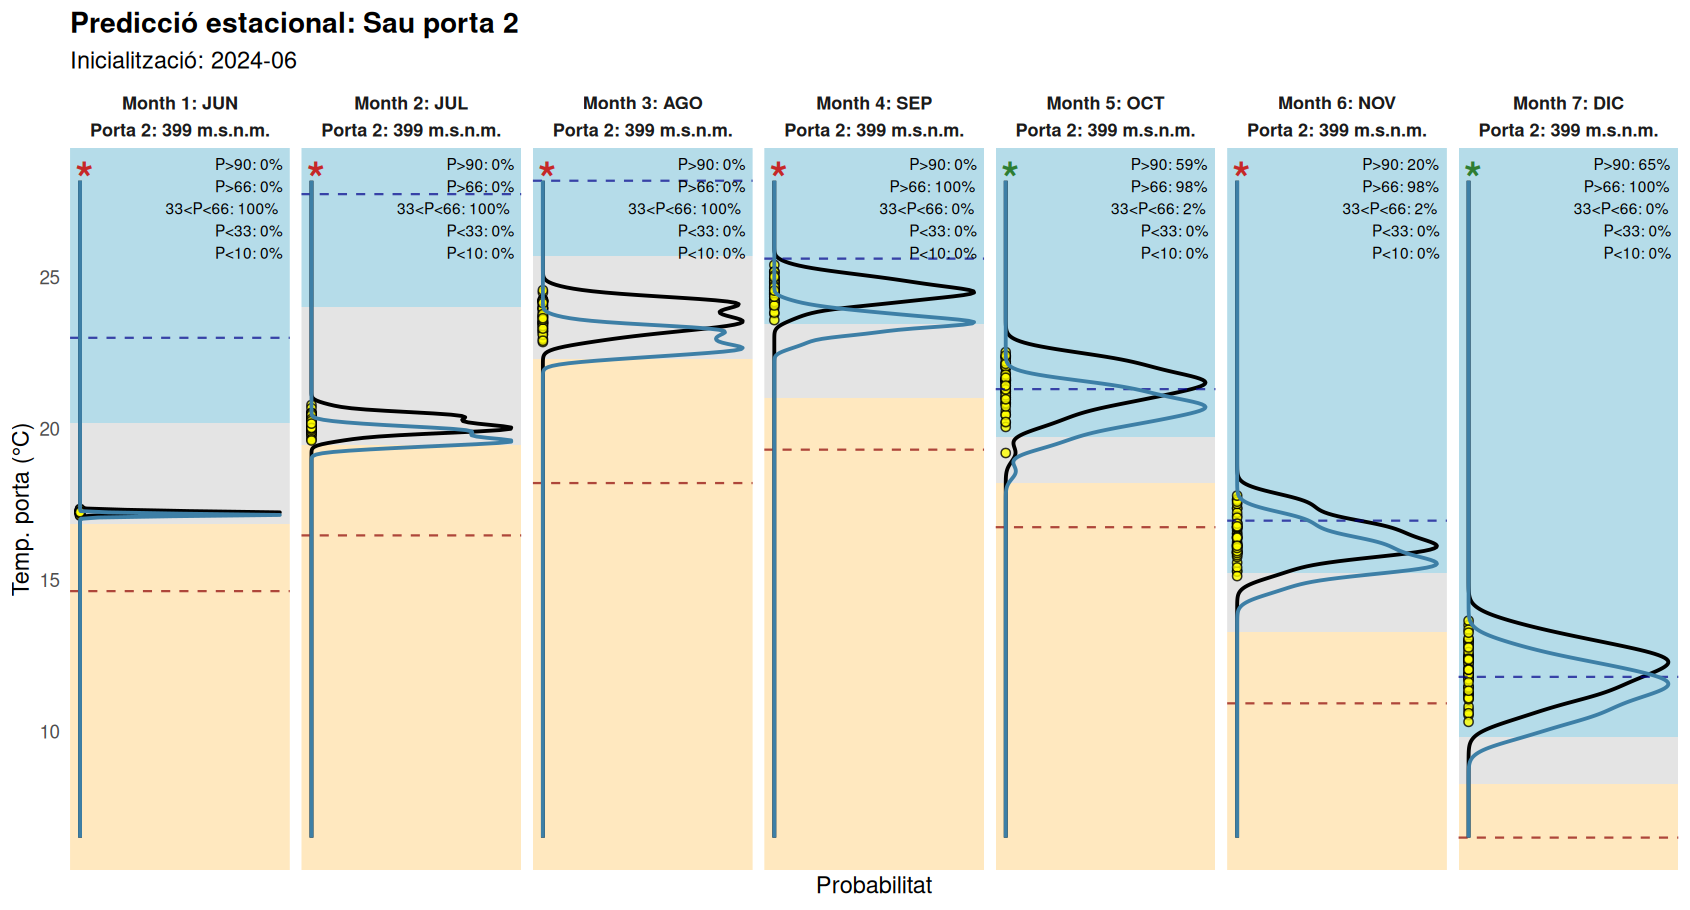 Predicció estacional: Sau porta 2
Inicialització: 2024-06
Month 1: JUN
Porta 2: 399 m.s.n.m.
Month 2: JUL
Porta 2: 399 m.s.n.m.
Month 3: AGO
Porta 2: 399 m.s.n.m.
Month 4: SEP
Porta 2: 399 m.s.n.m.
Month 5: OCT
Porta 2: 399 m.s.n.m.
Month 6: NOV
Porta 2: 399 m.s.n.m.
Month 7: DIC
Porta 2: 399 m.s.n.m.
*
P>90: 0%
P>66: 0%
33<P<66: 100%
P<33: 0%
P<10: 0%
*
P>90: 0%
P>66: 0%
33<P<66: 100%
P<33: 0%
P<10: 0%
*
P>90: 0%
P>66: 0%
33<P<66: 100%
P<33: 0%
P<10: 0%
*
P>90: 0%
P>66: 100%
33<P<66: 0%
P<33: 0%
P<10: 0%
*
P>90: 59%
P>66: 98%
33<P<66: 2%
P<33: 0%
P<10: 0%
*
P>90: 20%
P>66: 98%
33<P<66: 2%
P<33: 0%
P<10: 0%
*
P>90: 65%
P>66: 100%
33<P<66: 0%
P<33: 0%
P<10: 0%
Temp. porta (°C)
25
20
15
10
Probabilitat